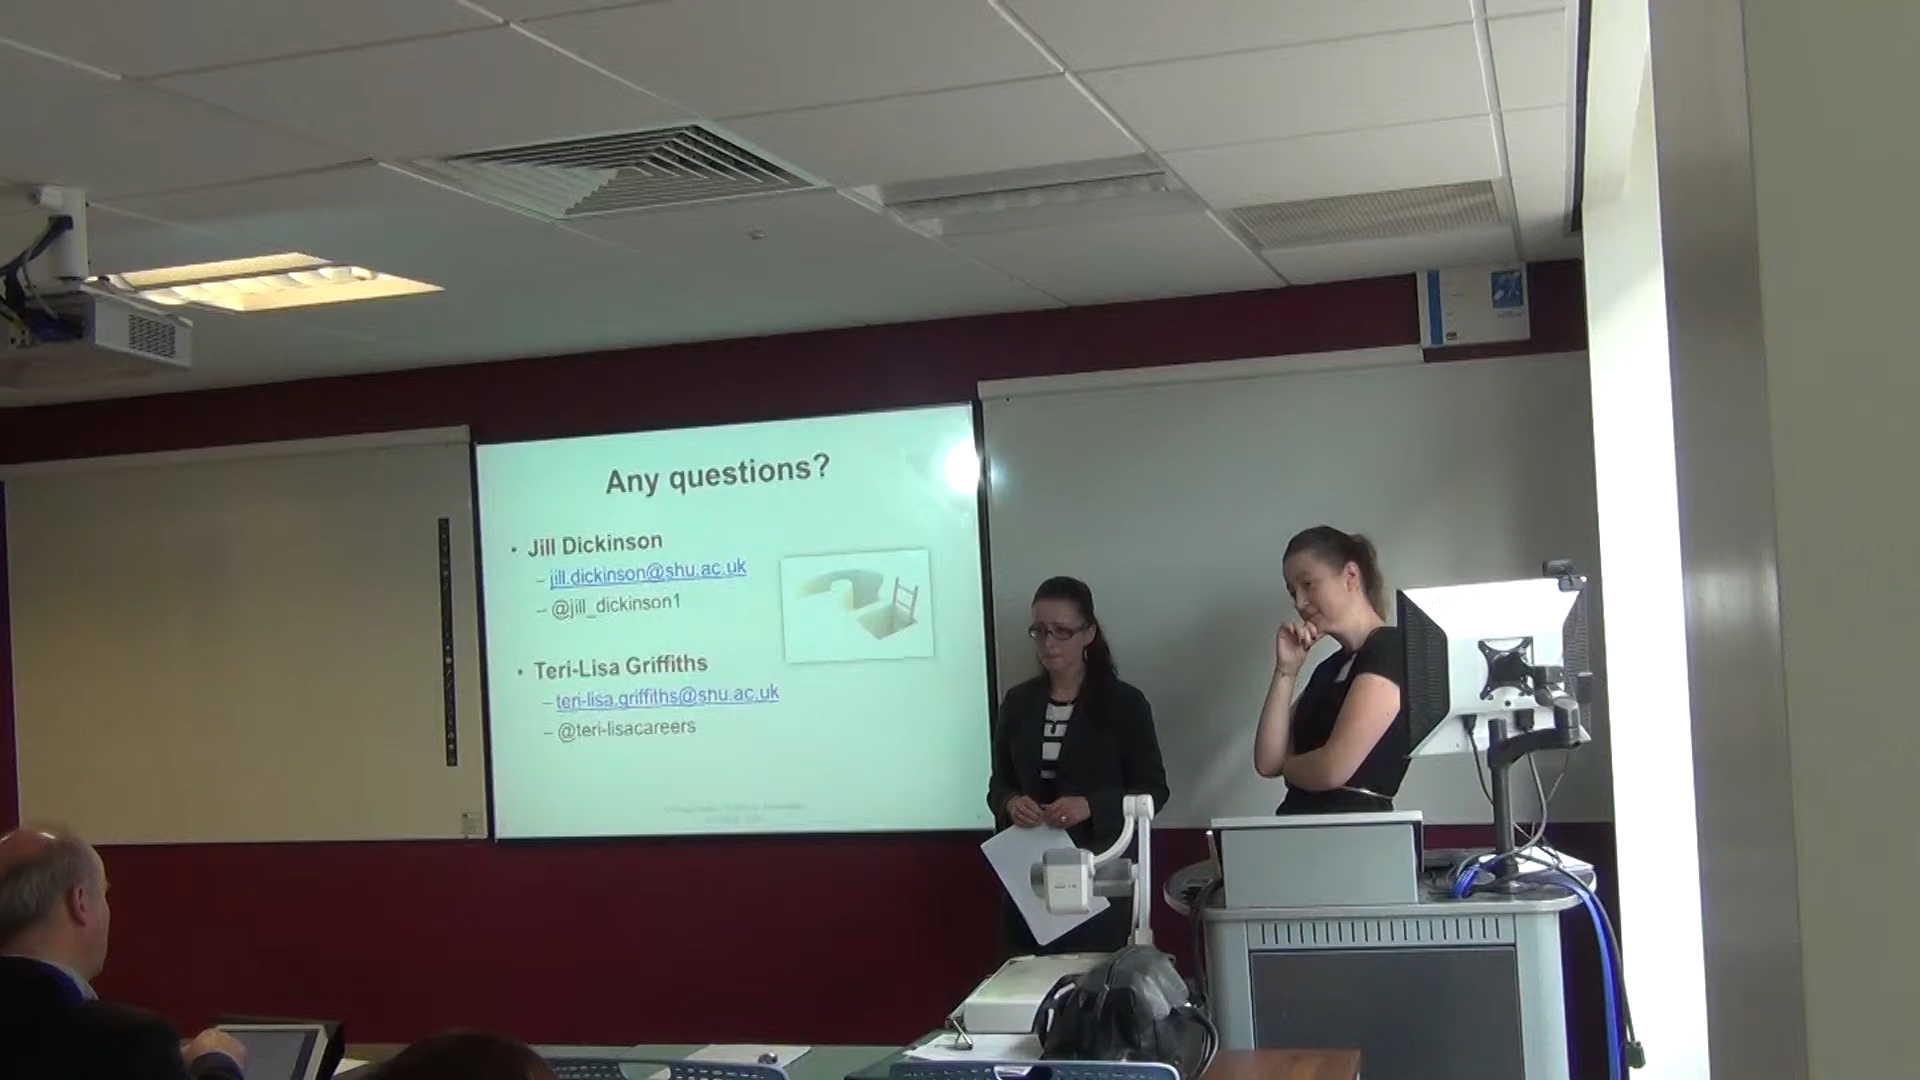 Any questions?
• Jill Dickinson
– jill.dickinson@shu.ac.uk
– @jill_dickinson1
• Teri-Lisa Griffiths
– teri-lisa.griffiths@shu.ac.uk
– @teri-lisacareers